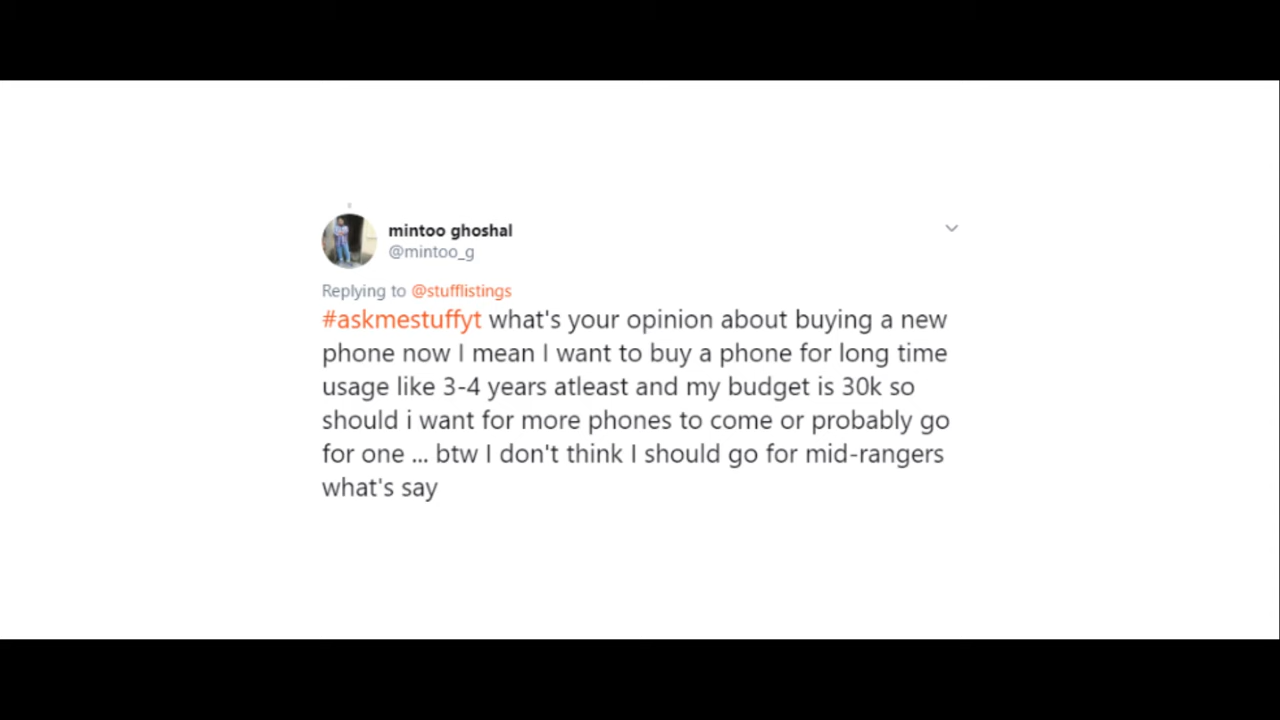 mintoo ghoshal
@mintoo_g
Replying to @stufflistings
#askmestuffyt what's your opinion about buying a new
phone now I mean I want to buy a phone for long time
usage like 3-4 years atleast and my budget is 30k so
should i want for more phones to come or probably go
for one ... btw I don't think I should go for mid-rangers
what's say